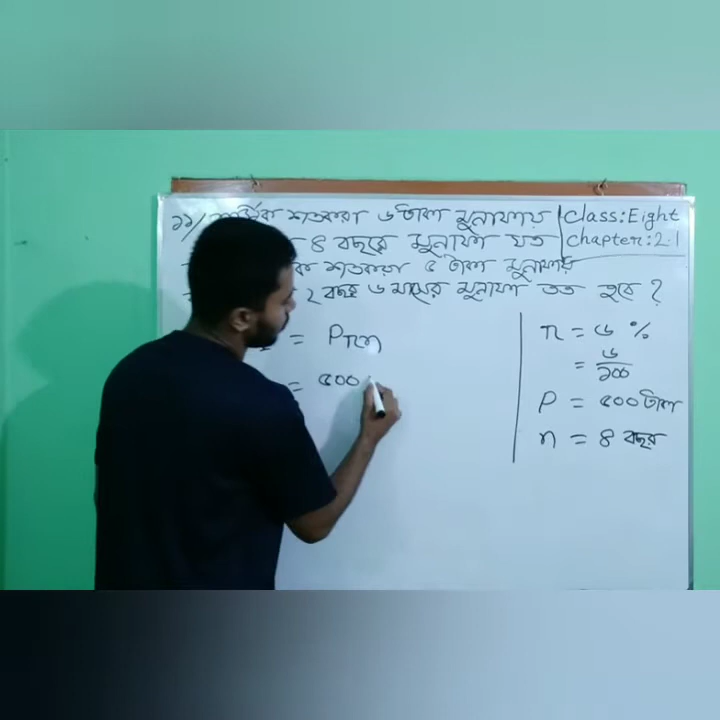 ১১/ শতকরা ৬ টাকা মুনাফায়
৪ বছরে মুনাফা যত
শতকরা ৫ টাকা মুনাফায়
২ বছর ৬ মাসের মুনাফা তত হবে ?
Class: Eight
Chapter: 2.1
= Prn
= ৫০০
r = ৬ %
= ৬/১০০
P = ৫০০ টাকা
n = ৪ বছর